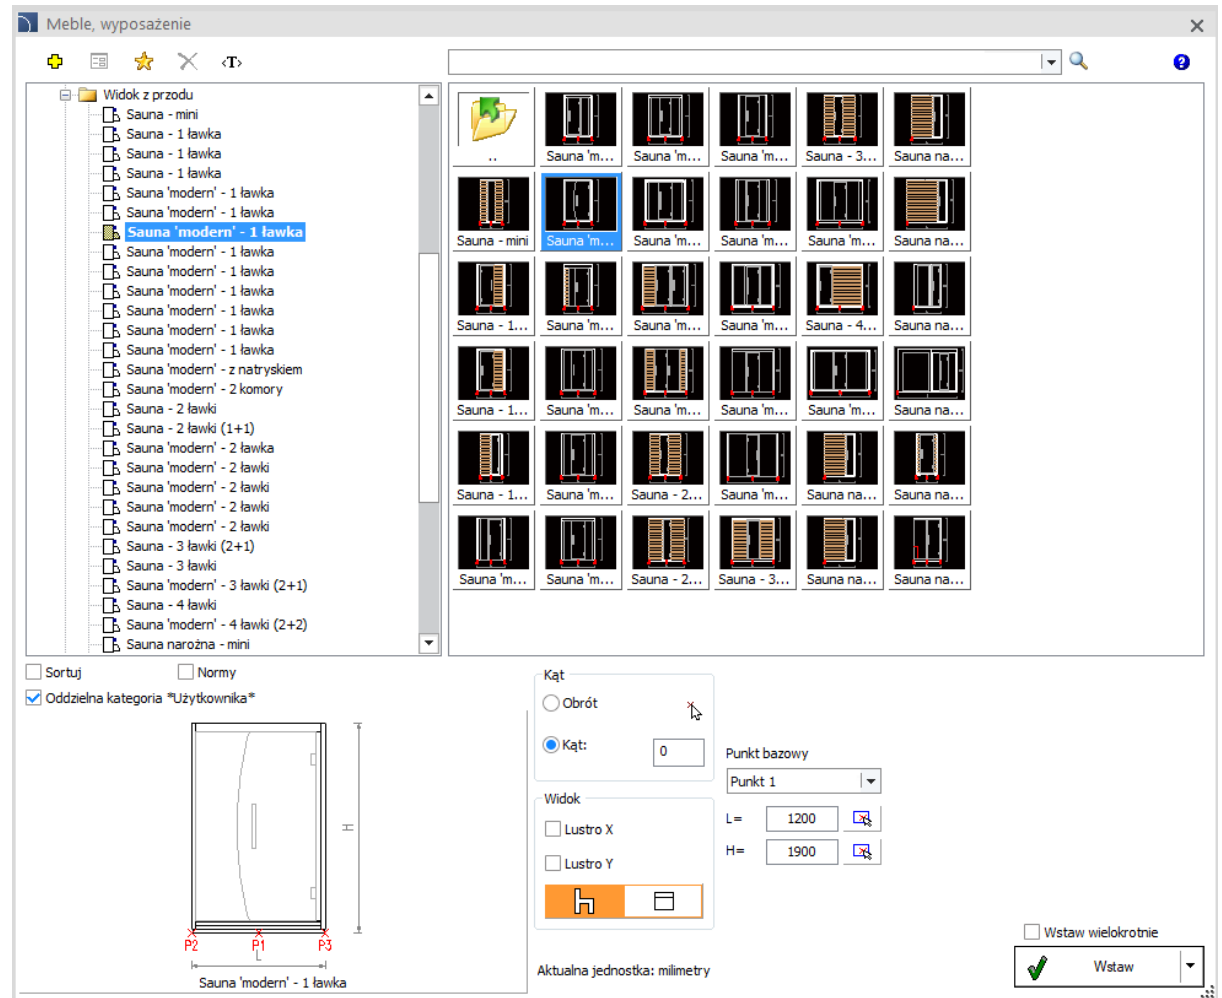 Meble, wyposażenie
‹T›
Widok z przodu
Sauna - mini
Sauna - 1 ławka
Sauna - 1 ławka
Sauna - 1 ławka
Sauna 'modern' - 1 ławka
Sauna 'modern' - 1 ławka
Sauna 'modern' - 1 ławka
Sauna 'modern' - 1 ławka
Sauna 'modern' - 1 ławka
Sauna 'modern' - 1 ławka
Sauna 'modern' - 1 ławka
Sauna 'modern' - 1 ławka
Sauna 'modern' - 1 ławka
Sauna 'modern' - z natryskiem
Sauna 'modern' - 2 komory
Sauna - 2 ławki
Sauna - 2 ławki (1+1)
Sauna 'modern' - 2 ławka
Sauna 'modern' - 2 ławki
Sauna 'modern' - 2 ławki
Sauna 'modern' - 2 ławki
Sauna 'modern' - 2 ławki
Sauna - 3 ławki (2+1)
Sauna - 3 ławki
Sauna 'modern' - 3 ławki (2+1)
Sauna - 4 ławki
Sauna 'modern' - 4 ławki (2+2)
Sauna narożna - mini
.. Sauna 'm... Sauna 'm... Sauna 'm... Sauna - 3... Sauna na...
Sauna - mini Sauna 'm... Sauna 'm... Sauna 'm... Sauna 'm... Sauna na...
Sauna - 1... Sauna 'm... Sauna 'm... Sauna 'm... Sauna - 4... Sauna na...
Sauna - 1... Sauna 'm... Sauna 'm... Sauna 'm... Sauna 'm... Sauna na...
Sauna - 1... Sauna 'm... Sauna - 2... Sauna 'm... Sauna na... Sauna na...
Sauna 'm... Sauna 'm... Sauna - 2... Sauna - 3... Sauna na... Sauna na...
Sortuj Normy
Oddzielna kategoria *Użytkownika*
H
P2 P1 P3
L
Sauna 'modern' - 1 ławka
Kąt
Obrót
Kąt: 0
Widok
Lustro X
Lustro Y
Aktualna jednostka: milimetry
Punkt bazowy
Punkt 1
L= 1200
H= 1900
Wstaw wielokrotnie
Wstaw